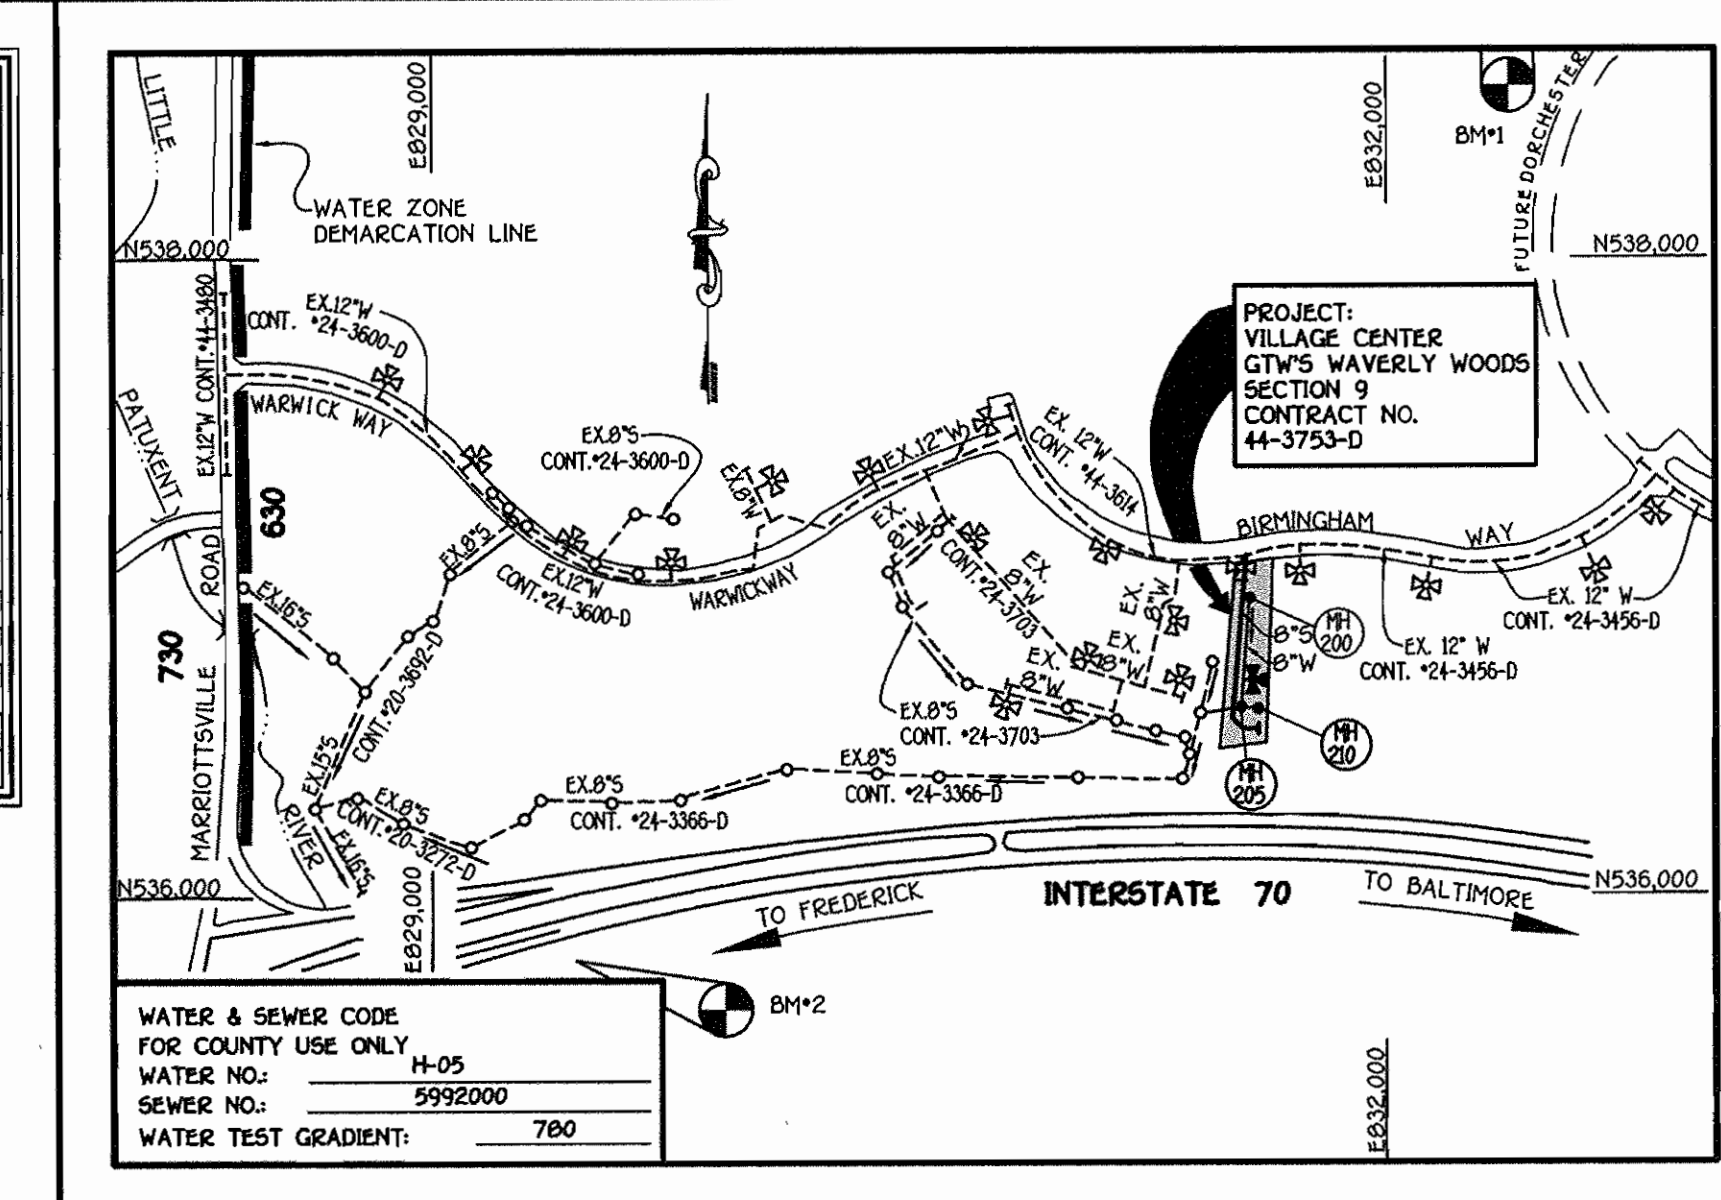 LITTLE
E829,000
E832,000
BM•1
FUTURE DORCHESTER
WATER ZONE
DEMARCATION LINE
N538,000
N538,000
EX.12"W CONT.•44-3480
EX.12"W
CONT. •24-3600-D
PROJECT:
VILLAGE CENTER
GTW'S WAVERLY WOODS
SECTION 9
CONTRACT NO.
44-3753-D
PATUXENT
WARWICK WAY
EX.8"S
CONT.•24-3600-D
EX.8"W
EX.12"W
EX. 12"W
CONT. •44-3614
630
730
MARRIOTTSVILLE ROAD
EX.8"S
EX.12"W
CONT.•24-3600-D
WARWICKWAY
EX.
8"W
CONT.•24-3703
EX.
8"W
EX.
8"W
BIRMINGHAM WAY
EX.16"S
CONT.•20-3692-D
EX.
8"W
EX.
8"W
8"S
8"W
MH
200
EX. 12" W
CONT. •24-3456-D
EX. 12" W
CONT. •24-3456-D
EX.8"S
CONT. •24-3703
MH
210
MH
205
EX.15"S
EX.8"S
CONT.•20-3272-D
EX.8"S
CONT. •24-3366-D
EX.8"S
CONT. •24-3366-D
RIVER
EX.16"S
N536,000
N536,000
E829,000
TO FREDERICK
INTERSTATE 70
TO BALTIMORE
BM•2
E832,000
WATER & SEWER CODE
FOR COUNTY USE ONLY
WATER NO.: H-05
SEWER NO.: 5992000
WATER TEST GRADIENT: 780